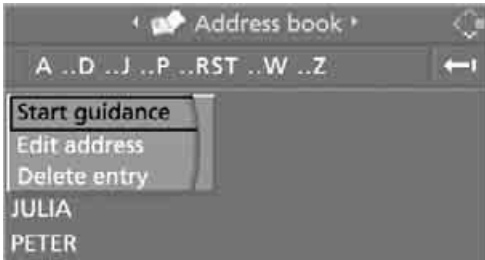 Address book
A ..D ..J ..P ..RST ..W ..Z
Start guidance
Edit address
Delete entry
JULIA
PETER